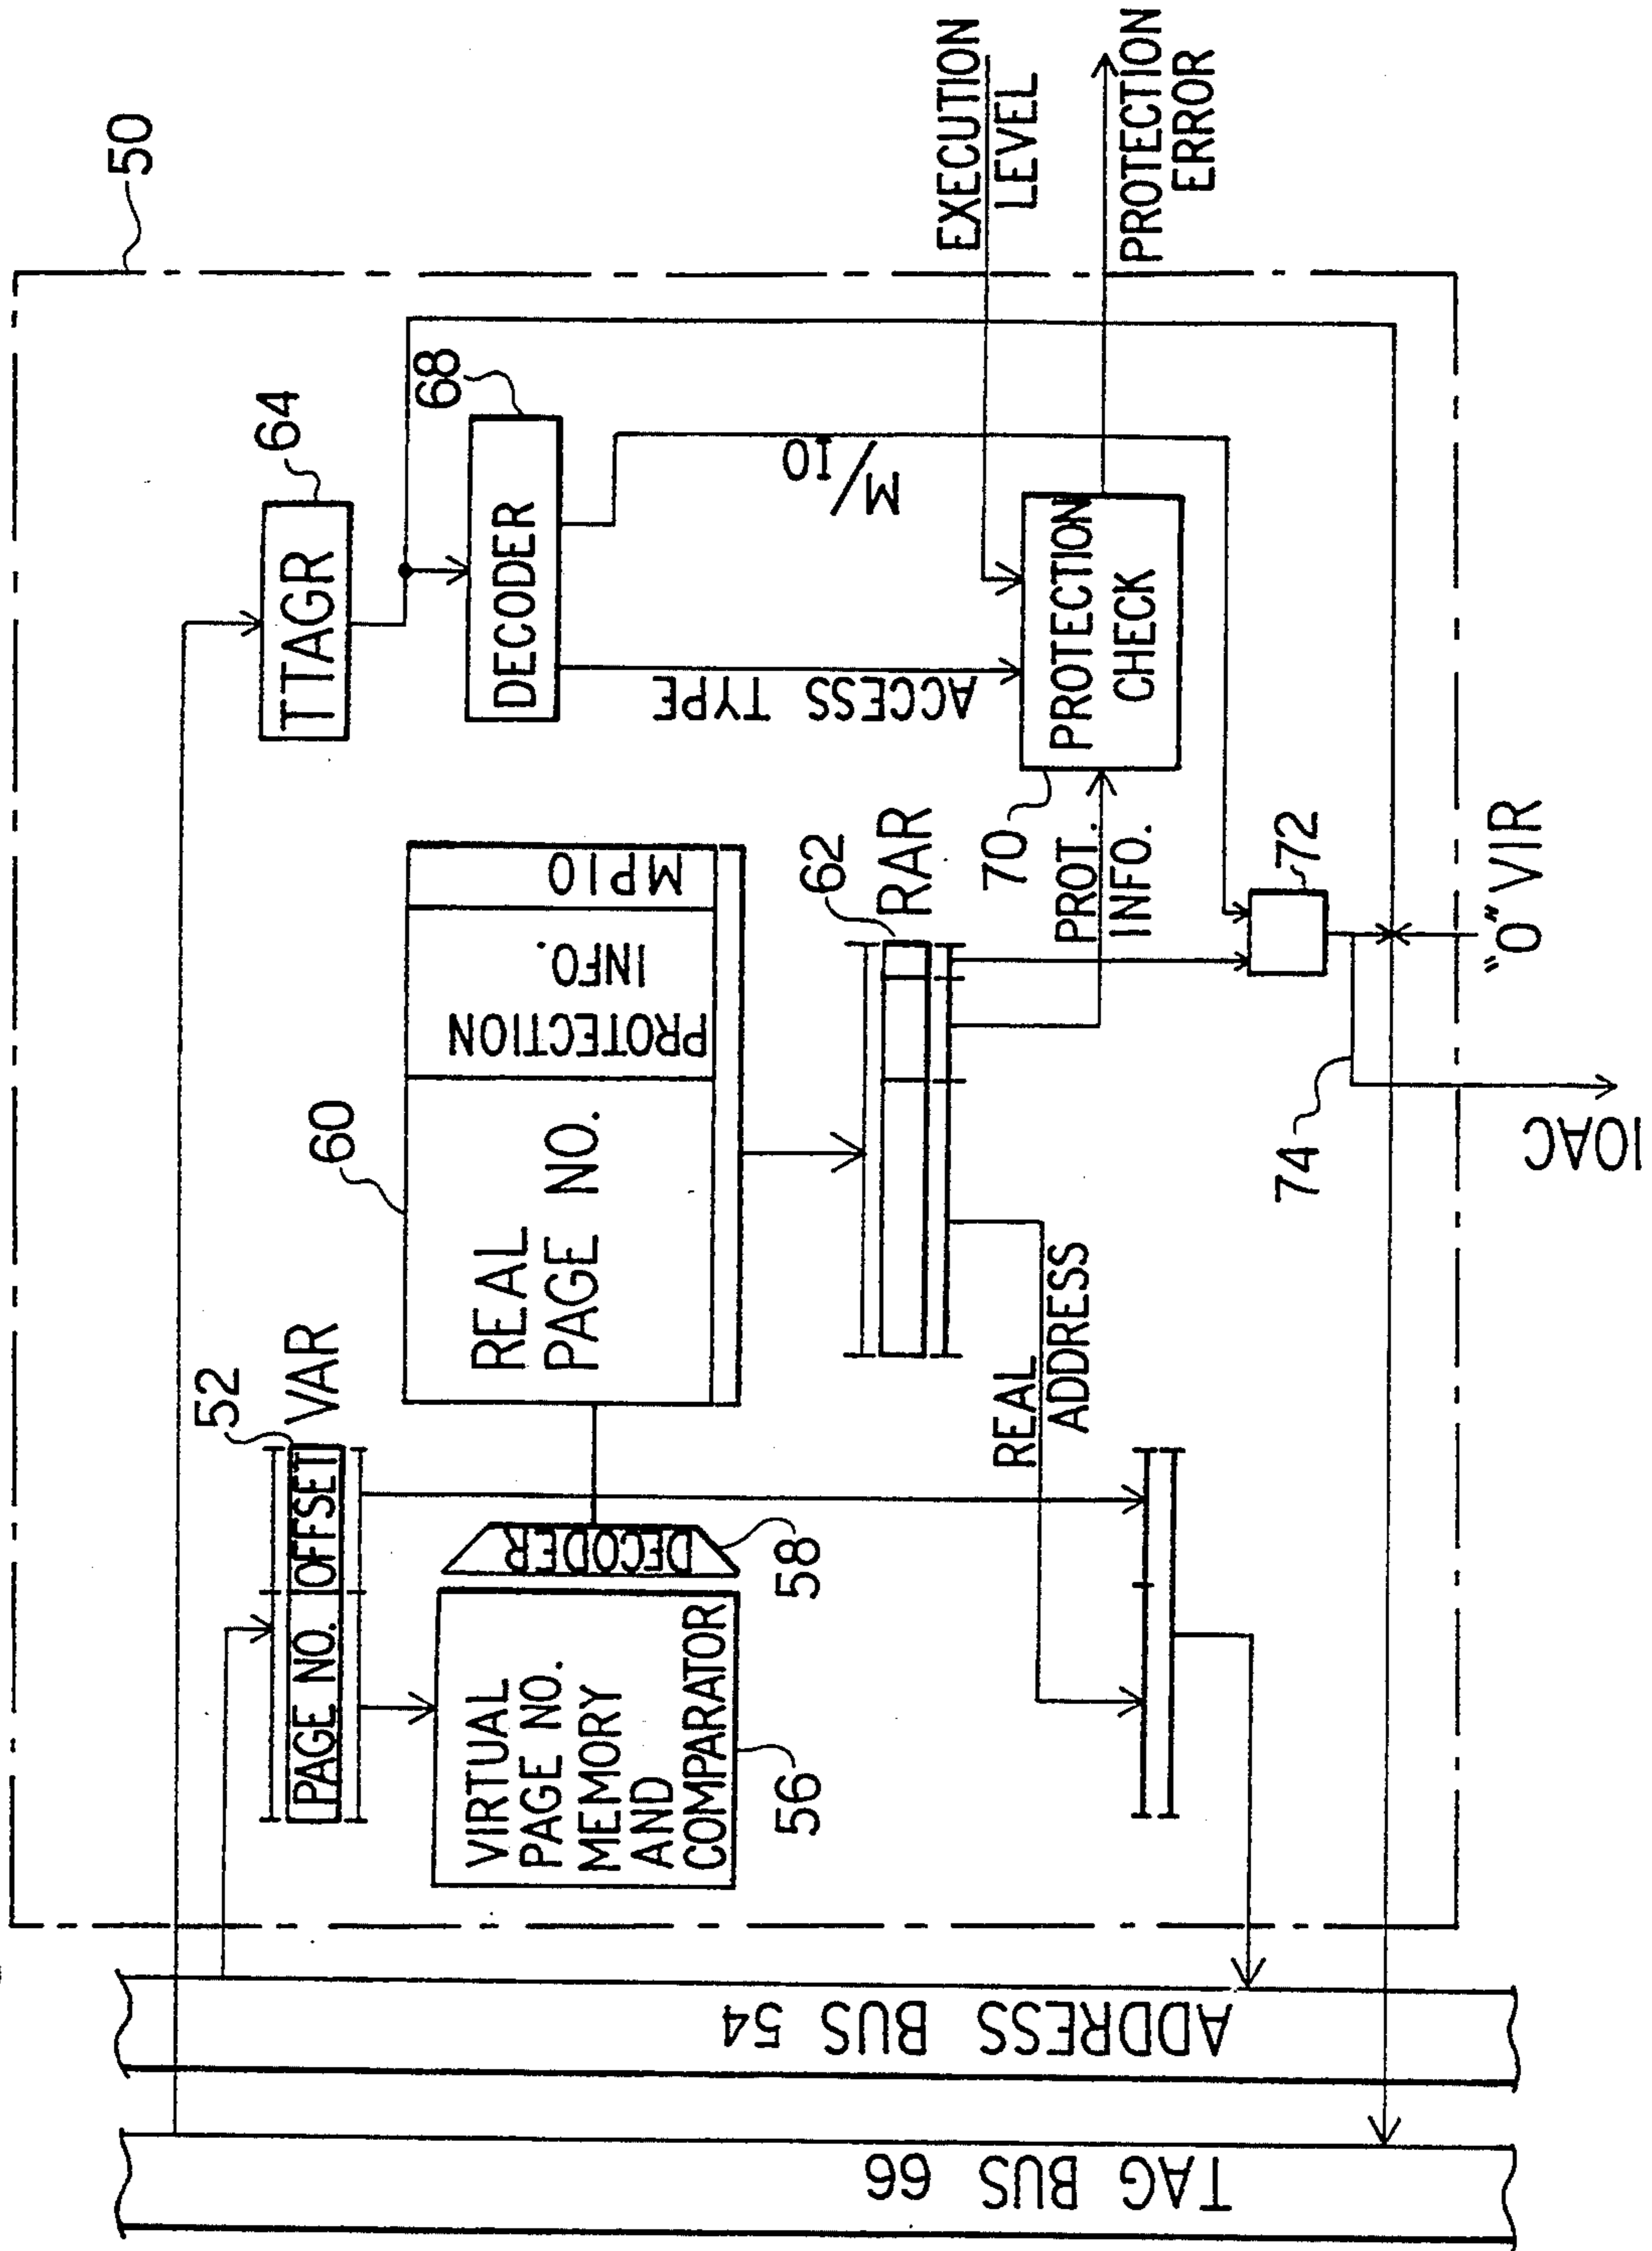 50
TTAGR
64
DECODER
68
M/IO
ACCESS TYPE
EXECUTION
LEVEL
PROTECTION
ERROR
PROTECTION
CHECK
70
PROT.
INFO.
60
REAL
PAGE NO.
PROTECTION
INFO.
MPIO
62
RAR
52
VAR
PAGE NO.
OFFSET
VIRTUAL
PAGE NO.
MEMORY
AND
COMPARATOR
56
DECODER
58
REAL
ADDRESS
72
"0" VIR
74
IOAC
ADDRESS BUS 54
TAG BUS 66